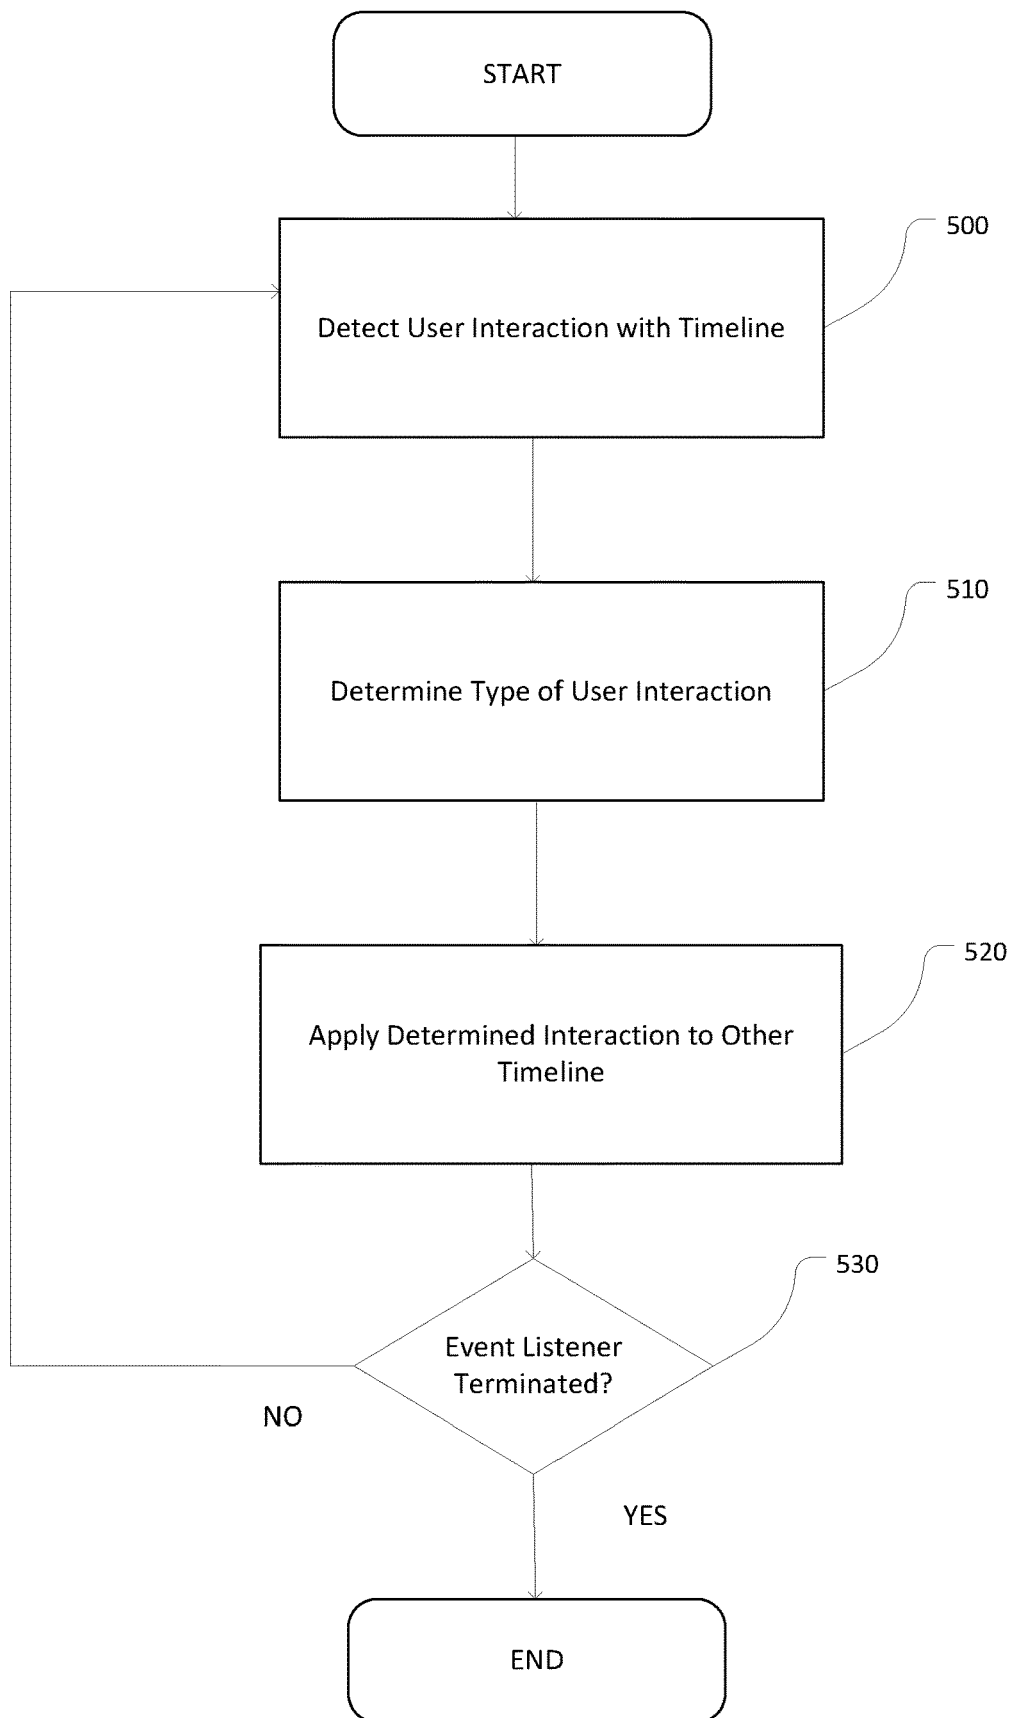 START
500
Detect User Interaction with Timeline
510
Determine Type of User Interaction
520
Apply Determined Interaction to Other
Timeline
530
Event Listener
Terminated?
NO
YES
END